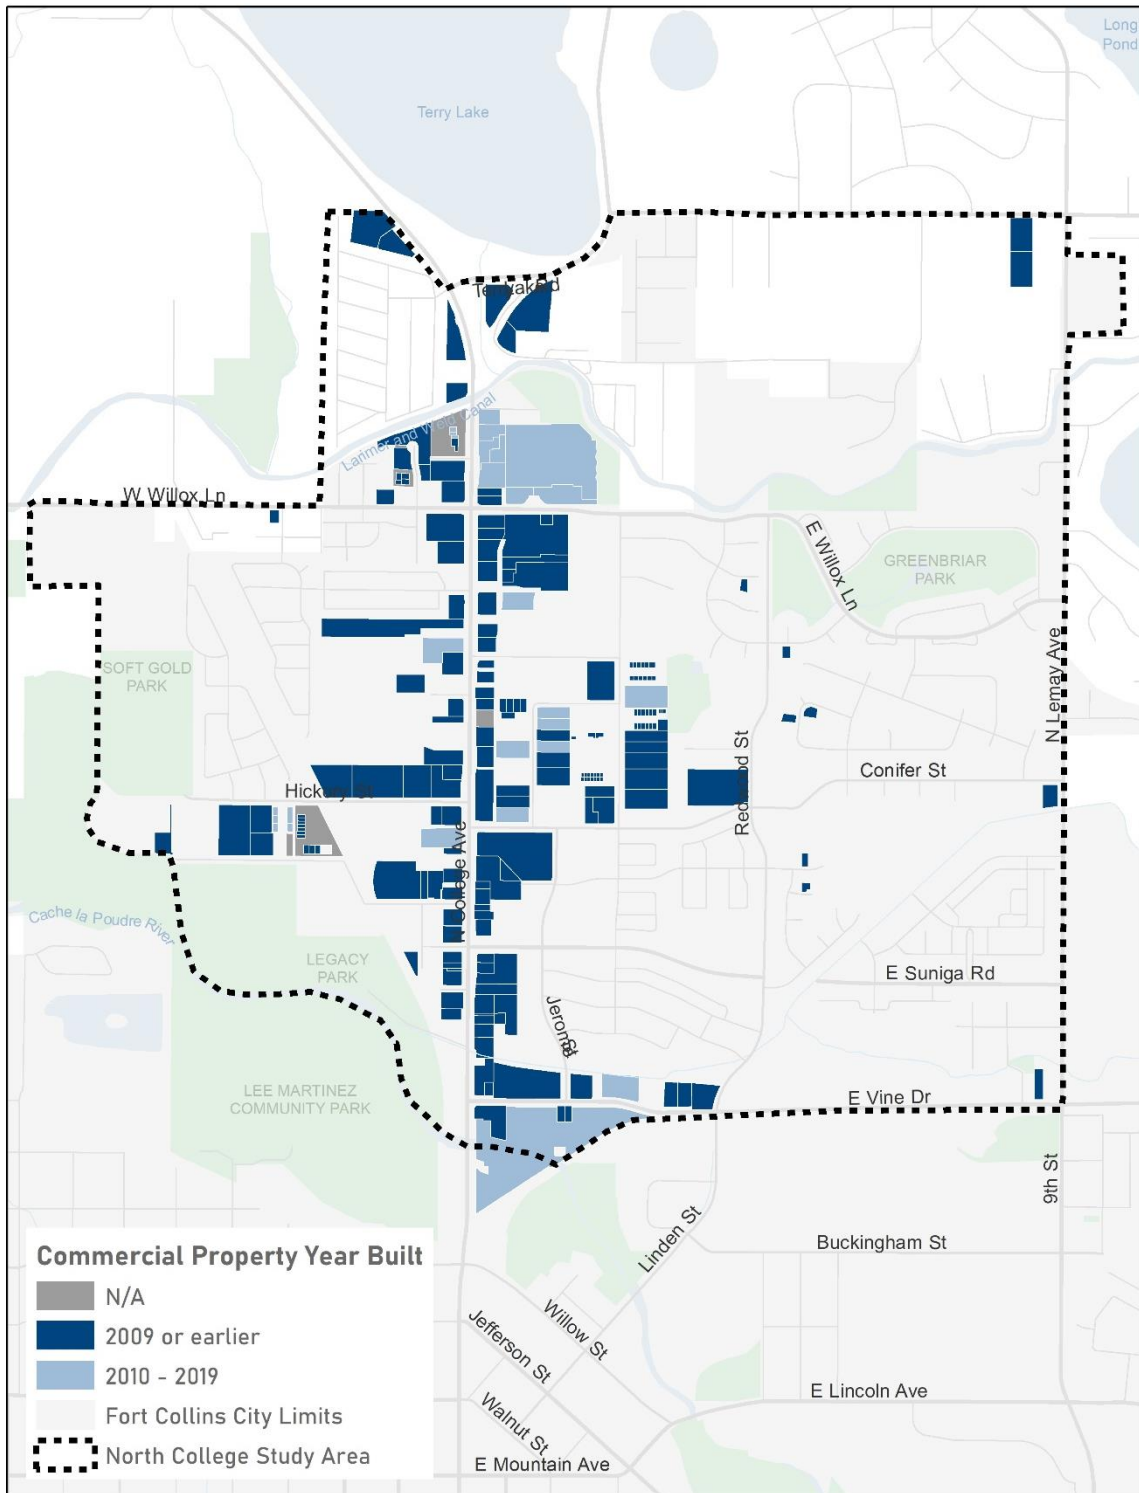 Long
Pond
Terry Lake
Larimer and Weld Canal
W Willox Ln
E Willox Ln
GREENBRIAR
PARK
N Lemay Ave
SOFT GOLD
PARK
Redwood St
Conifer St
Hickory St
N College Ave
Cache la Poudre River
LEGACY
PARK
E Suniga Rd
Jerome St
LEE MARTINEZ
COMMUNITY PARK
E Vine Dr
9th St
Linden St
Buckingham St
Willow St
Jefferson St
Walnut St
E Lincoln Ave
E Mountain Ave
Commercial Property Year Built
N/A
2009 or earlier
2010 - 2019
Fort Collins City Limits
North College Study Area